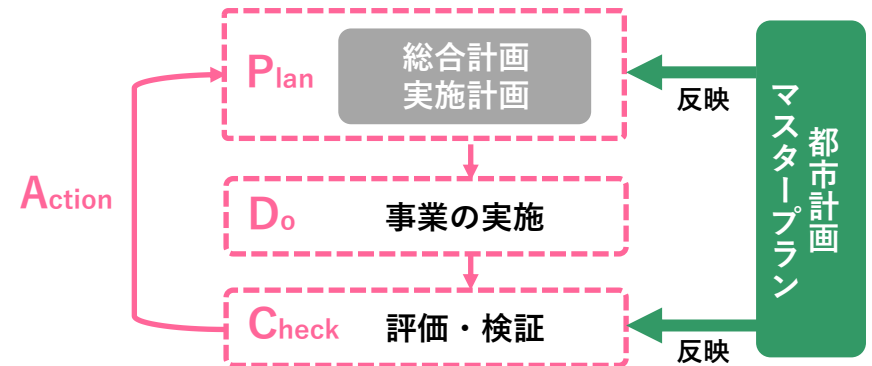 Plan
総合計画
実施計画
反映
Action
Do
事業の実施
Check
評価・検証
反映
都市計画
マスタープラン